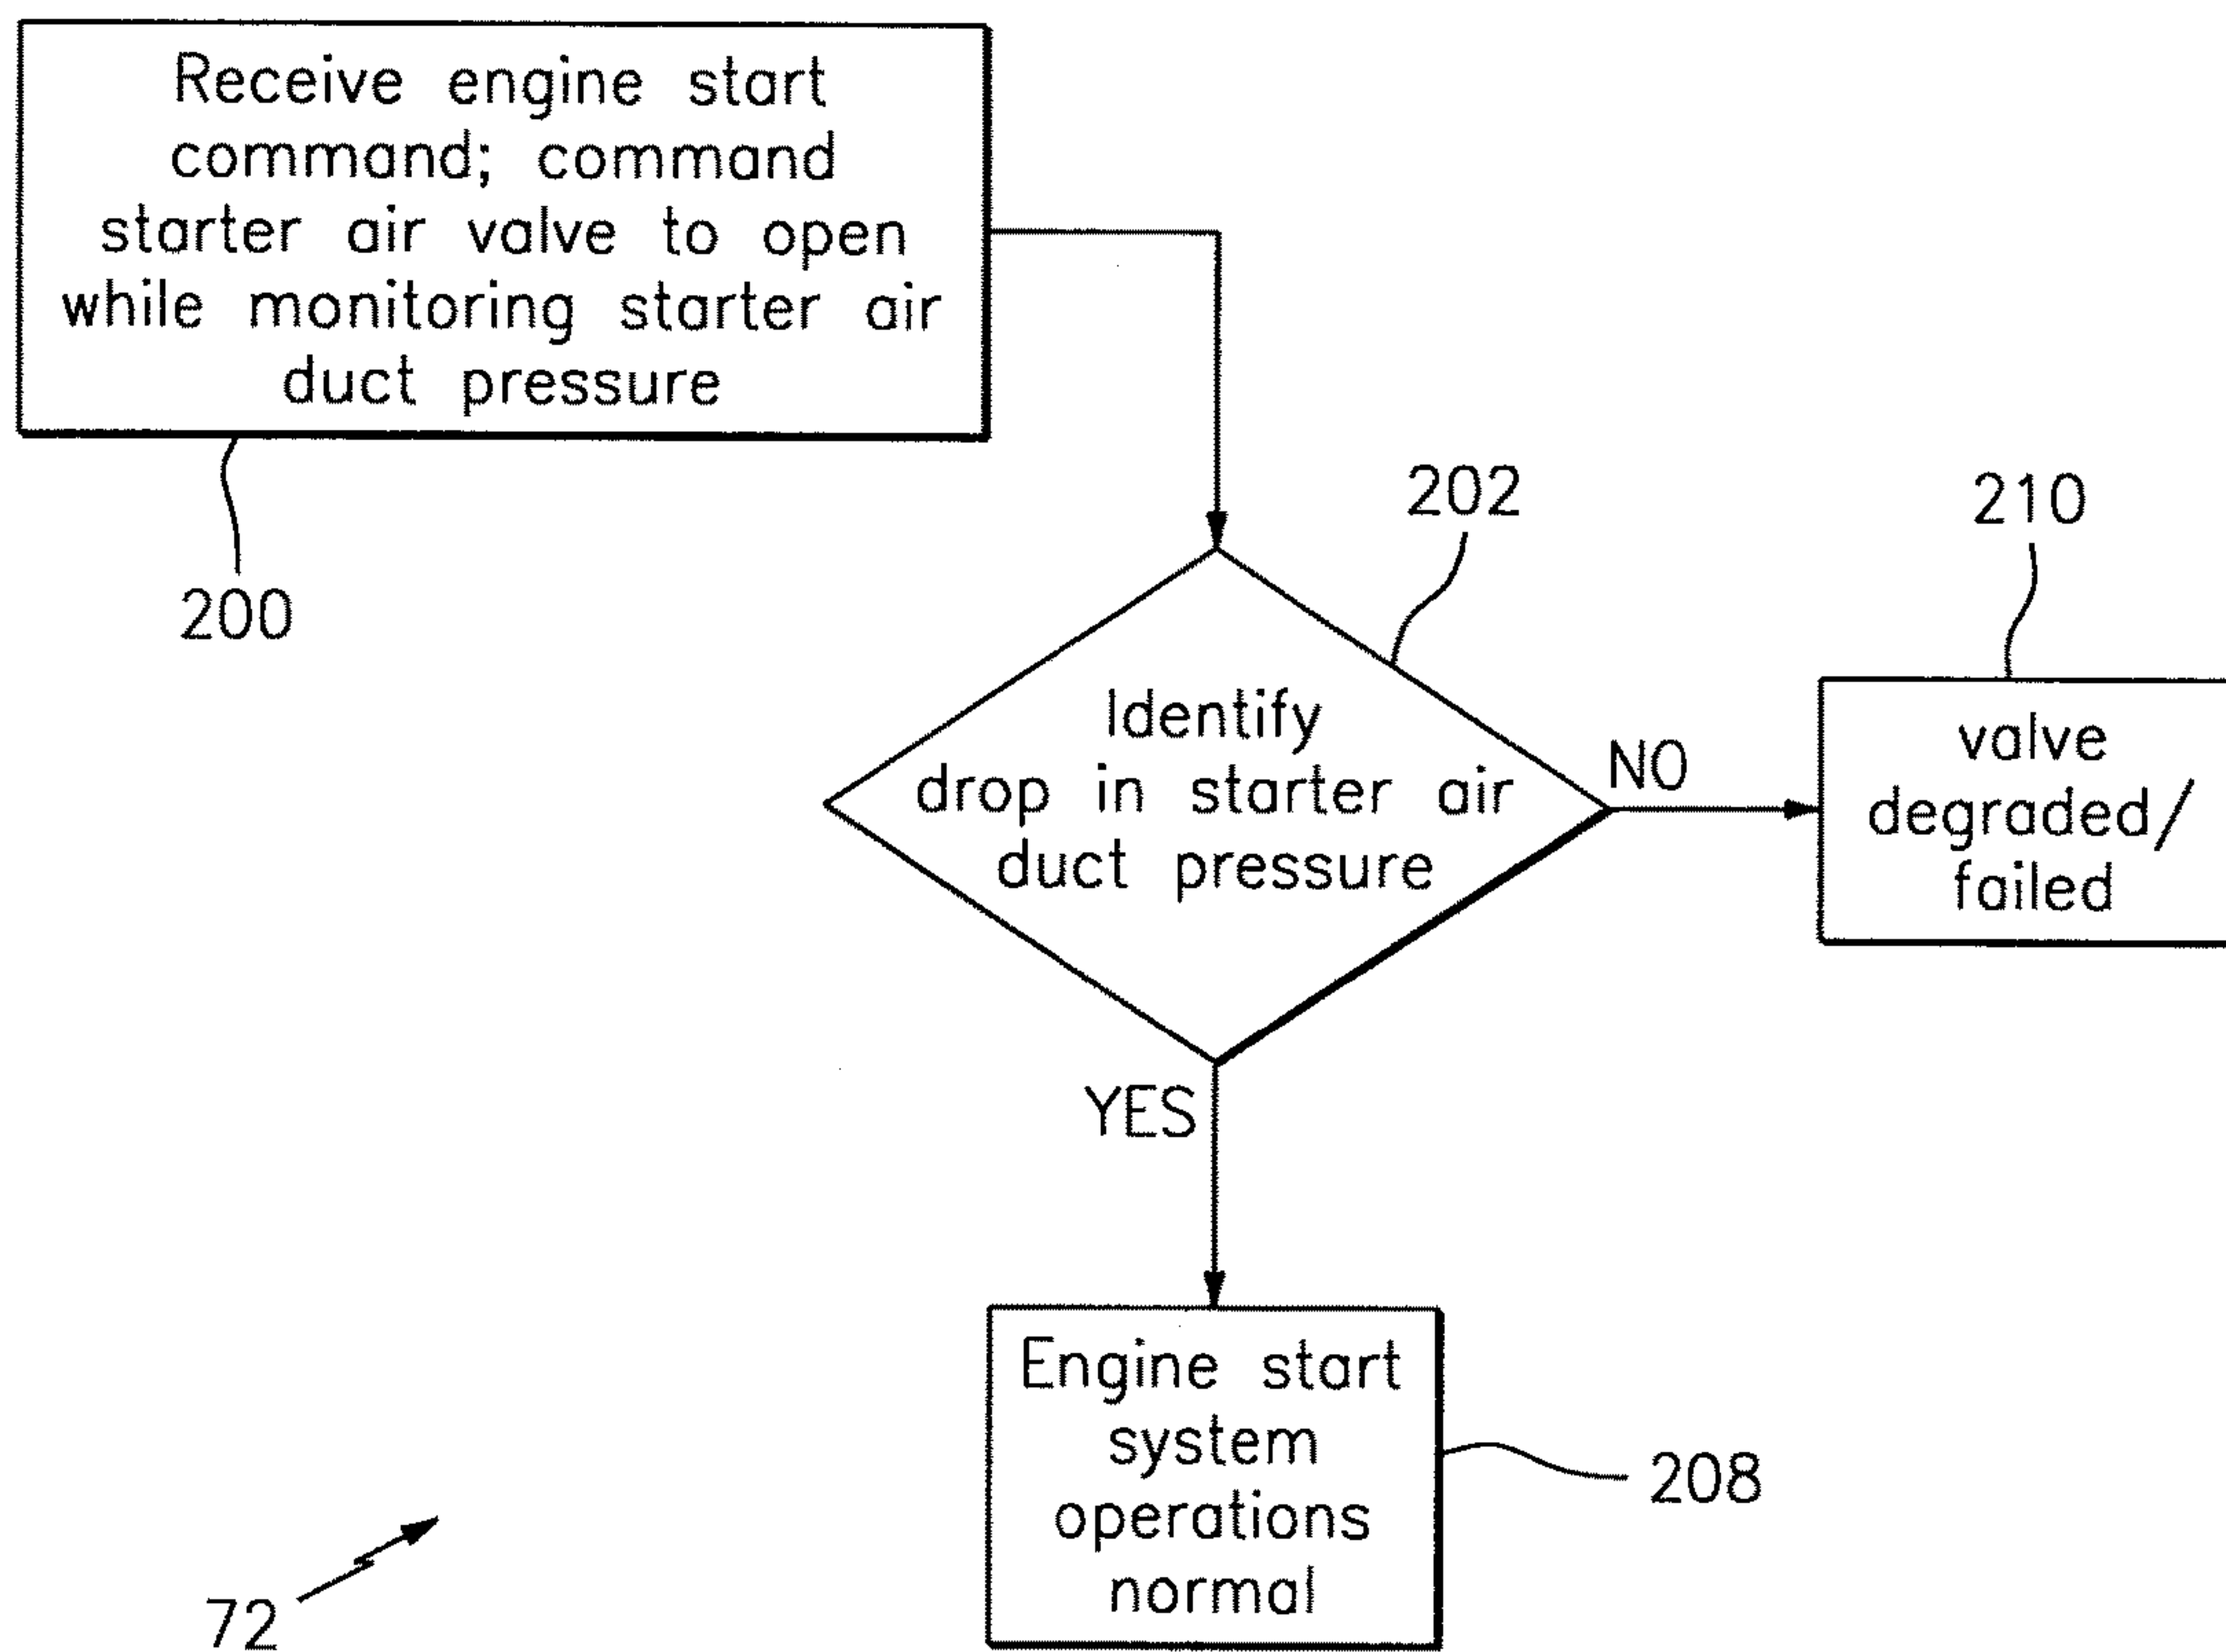 Receive engine start
command; command
starter air valve to open
while monitoring starter air
duct pressure
200
202
210
Identify
drop in starter air
duct pressure
NO
valve
degraded/
failed
YES
Engine start
system
operations
normal
208
72